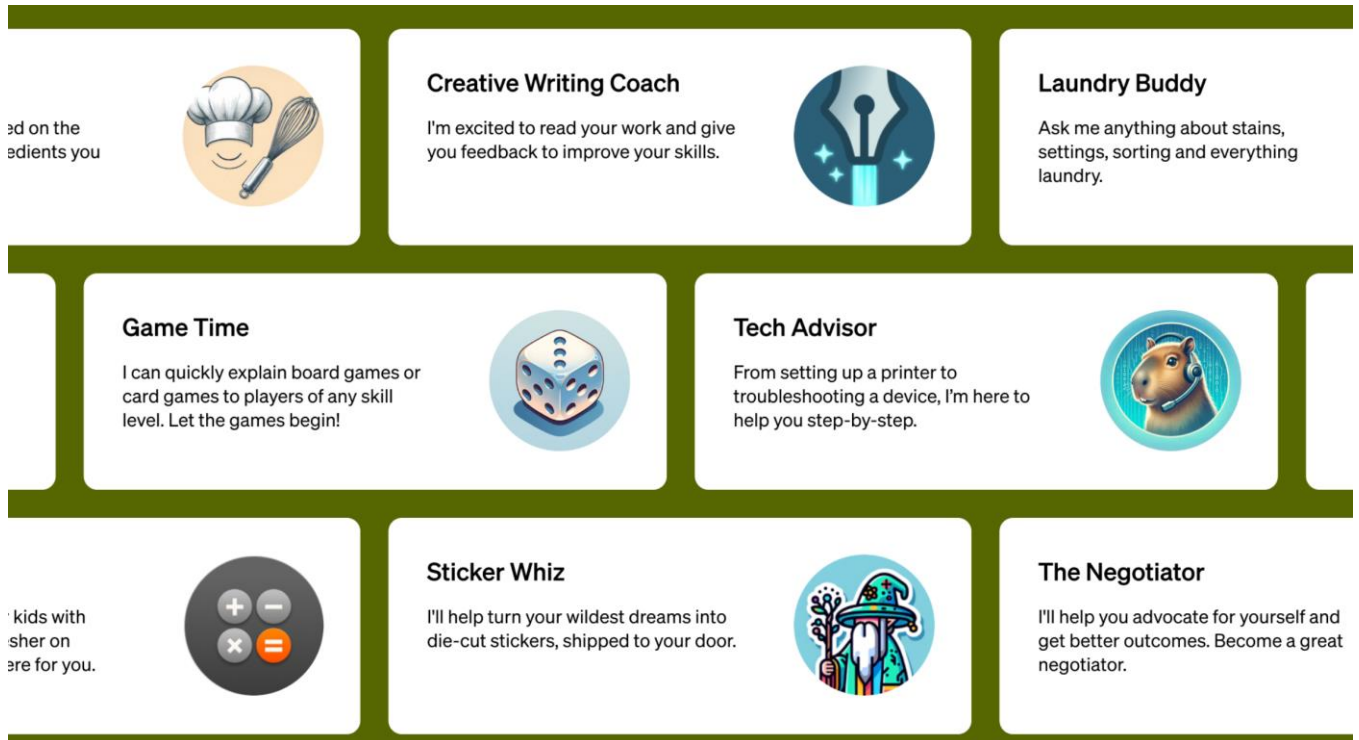 ed on the
edients you
Creative Writing Coach
I'm excited to read your work and give
you feedback to improve your skills.
Laundry Buddy
Ask me anything about stains,
settings, sorting and everything
laundry.
Game Time
I can quickly explain board games or
card games to players of any skill
level. Let the games begin!
Tech Advisor
From setting up a printer to
troubleshooting a device, I'm here to
help you step-by-step.
kids with
sher on
ere for you.
Sticker Whiz
I'll help turn your wildest dreams into
die-cut stickers, shipped to your door.
The Negotiator
I'll help you advocate for yourself and
get better outcomes. Become a great
negotiator.